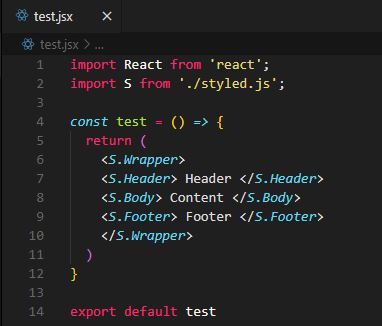 test.jsx ×
test.jsx > ...
1 import React from 'react';
2 import S from './styled.js';
3
4 const test = () => {
5   return (
6     <S.Wrapper>
7     <S.Header> Header </S.Header>
8     <S.Body> Content </S.Body>
9     <S.Footer> Footer </S.Footer>
10     </S.Wrapper>
11   )
12 }
13
14 export default test